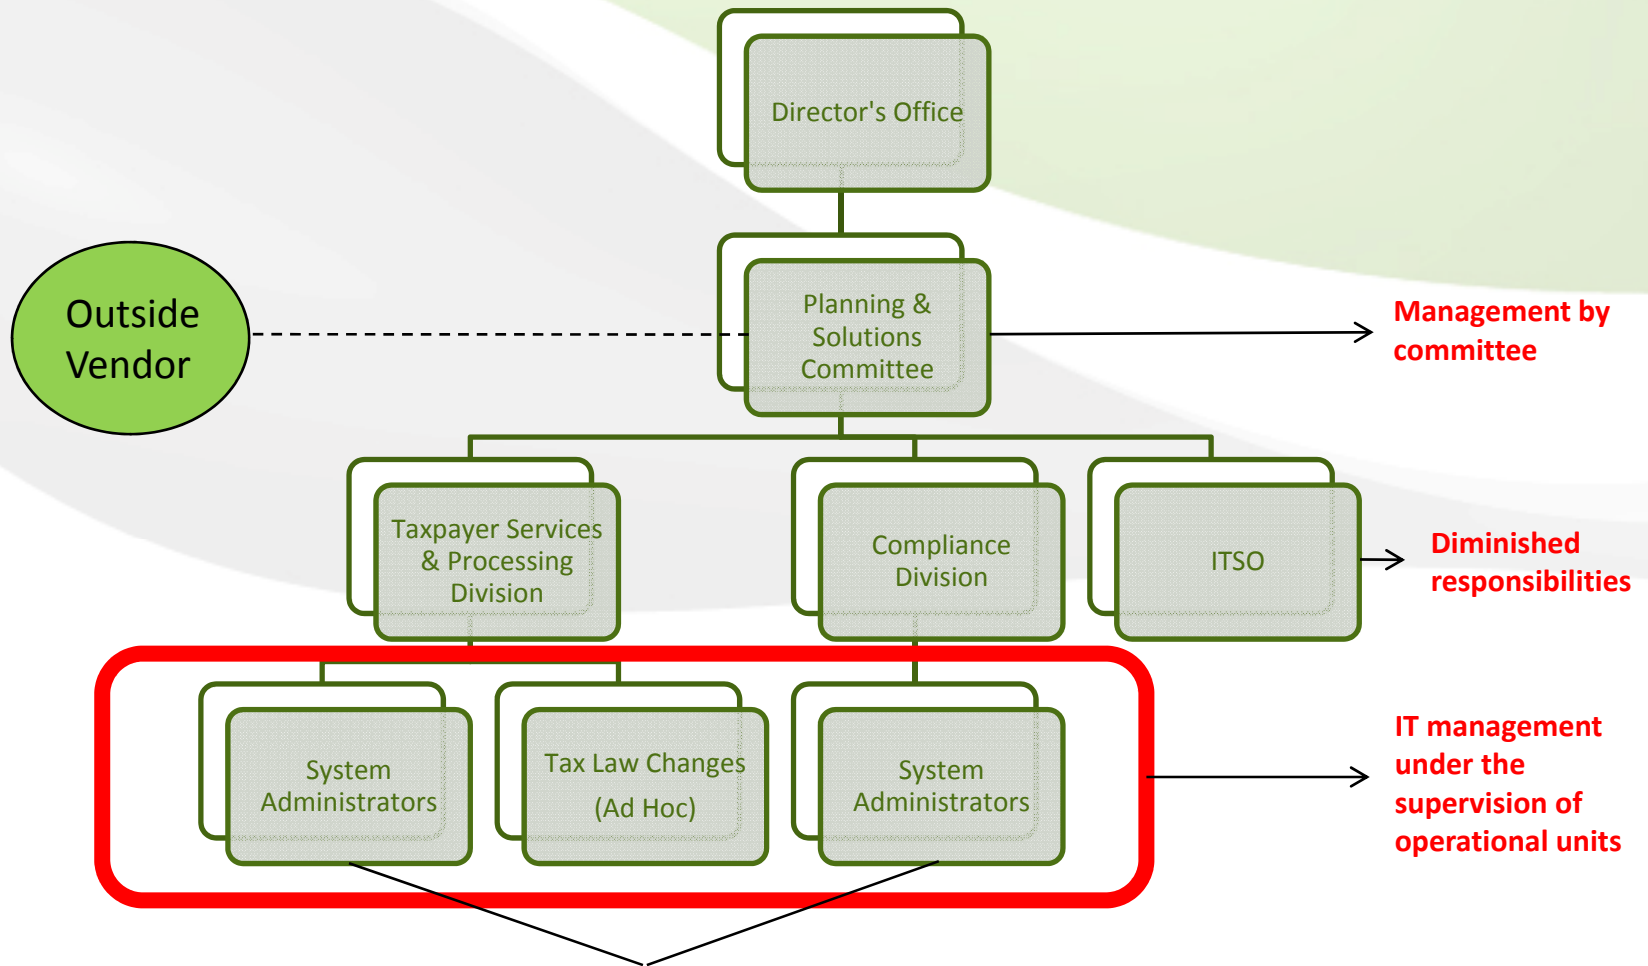 Director's Office
Outside
Vendor
Planning &
Solutions
Committee
Management by
committee
Taxpayer Services
& Processing
Division
Compliance
Division
ITSO
Diminished
responsibilities
System
Administrators
Tax Law Changes
(Ad Hoc)
System
Administrators
IT management
under the
supervision of
operational units